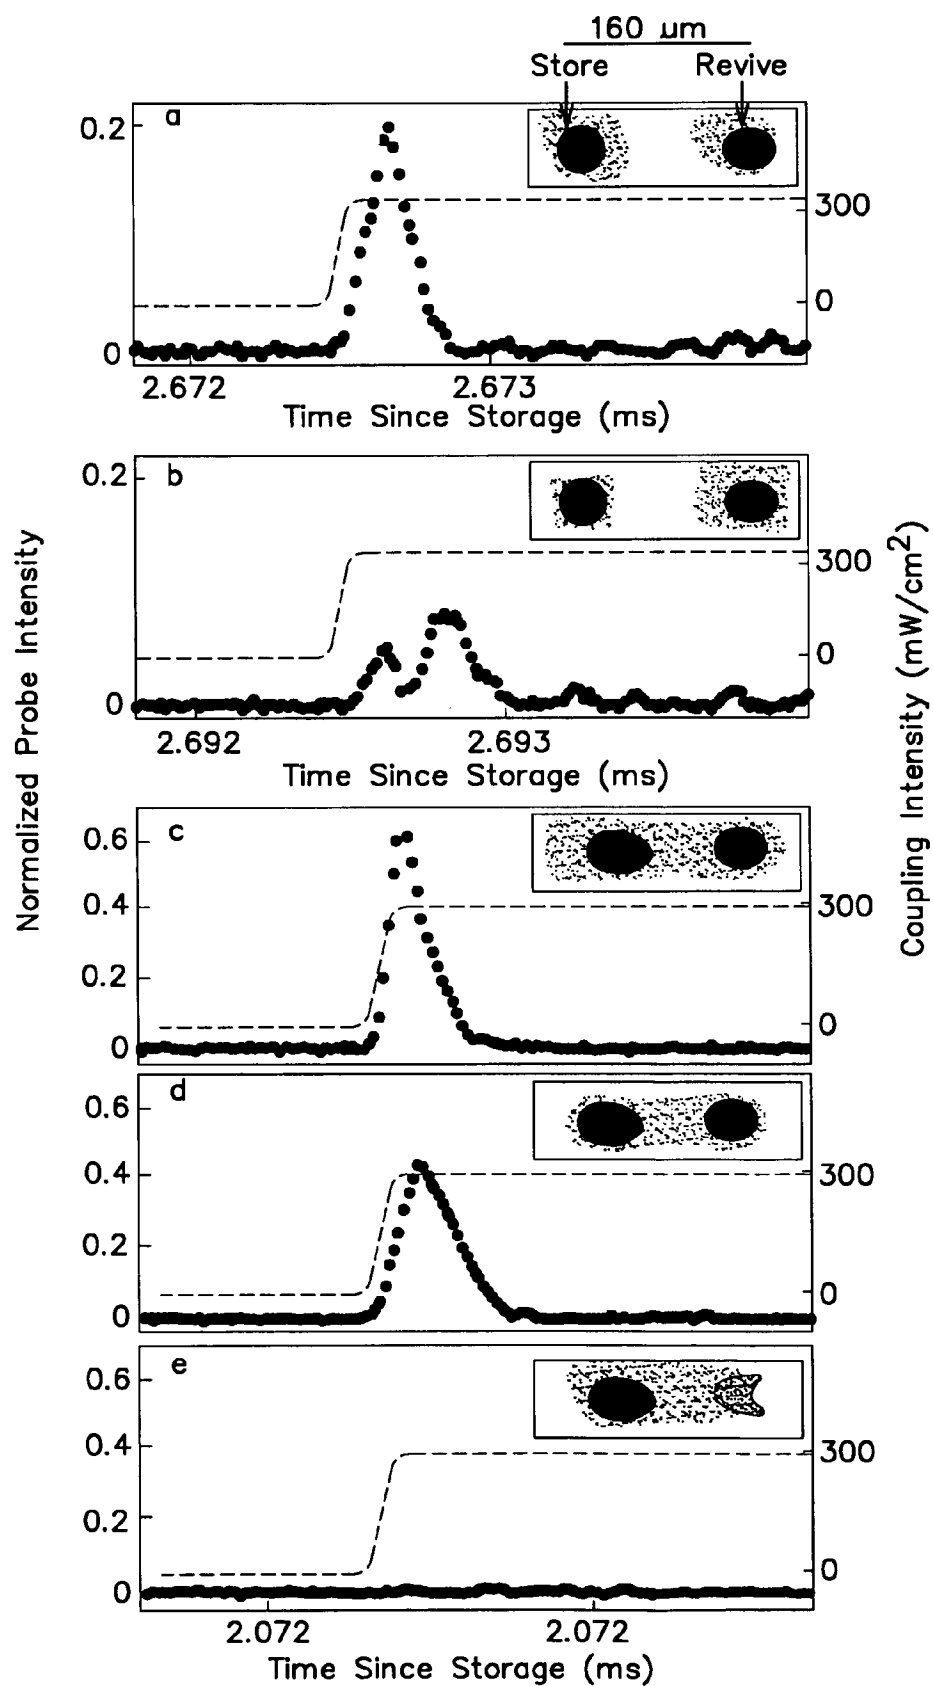 160 µm
Store Revive
a
0.2
300
0
0
2.672 2.673
Time Since Storage (ms)
b
0.2
300
0
0
2.692 2.693
Time Since Storage (ms)
Normalized Probe Intensity
Coupling Intensity (mW/cm2)
c
0.6
0.4
300
0.2
0
0
d
0.6
0.4
300
0.2
0
0
e
0.6
0.4
300
0.2
0
0
2.072 2.072
Time Since Storage (ms)